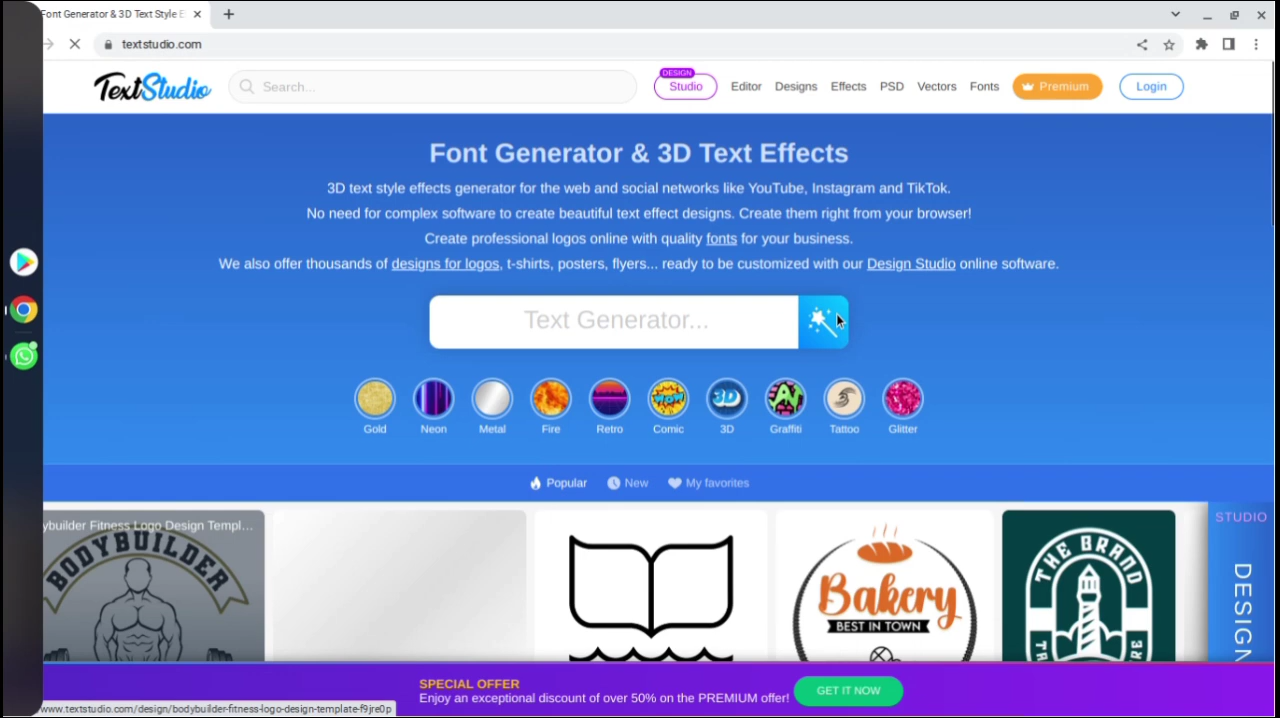 Font Generator & 3D Text Style E
textstudio.com
TextStudio
Search...
DESIGN
Studio
Editor
Designs
Effects
PSD
Vectors
Fonts
Premium
Login
Font Generator & 3D Text Effects
3D text style effects generator for the web and social networks like YouTube, Instagram and TikTok.
No need for complex software to create beautiful text effect designs. Create them right from your browser!
Create professional logos online with quality fonts for your business.
We also offer thousands of designs for logos, t-shirts, posters, flyers... ready to be customized with our Design Studio online software.
Text Generator...
WOW
3D
Gold
Neon
Metal
Fire
Retro
Comic
3D
Graffiti
Tattoo
Glitter
Popular
New
My favorites
ybuilder Fitness Logo Design Templ...
BODYBUILDER
Bakery
BEST IN TOWN
THE BRAND
STUDIO
DESIGN
SPECIAL OFFER
Enjoy an exceptional discount of over 50% on the PREMIUM offer!
GET IT NOW
www.textstudio.com/design/bodybuilder-fitness-logo-design-template-f9jre0p